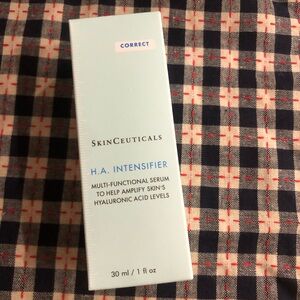 CORRECT
SKINCEUTICALS
H.A. INTENSIFIER
MULTI-FUNCTIONAL SERUM
TO HELP AMPLIFY SKIN'S
HYALURONIC ACID LEVELS
30 ml / 1 fl oz